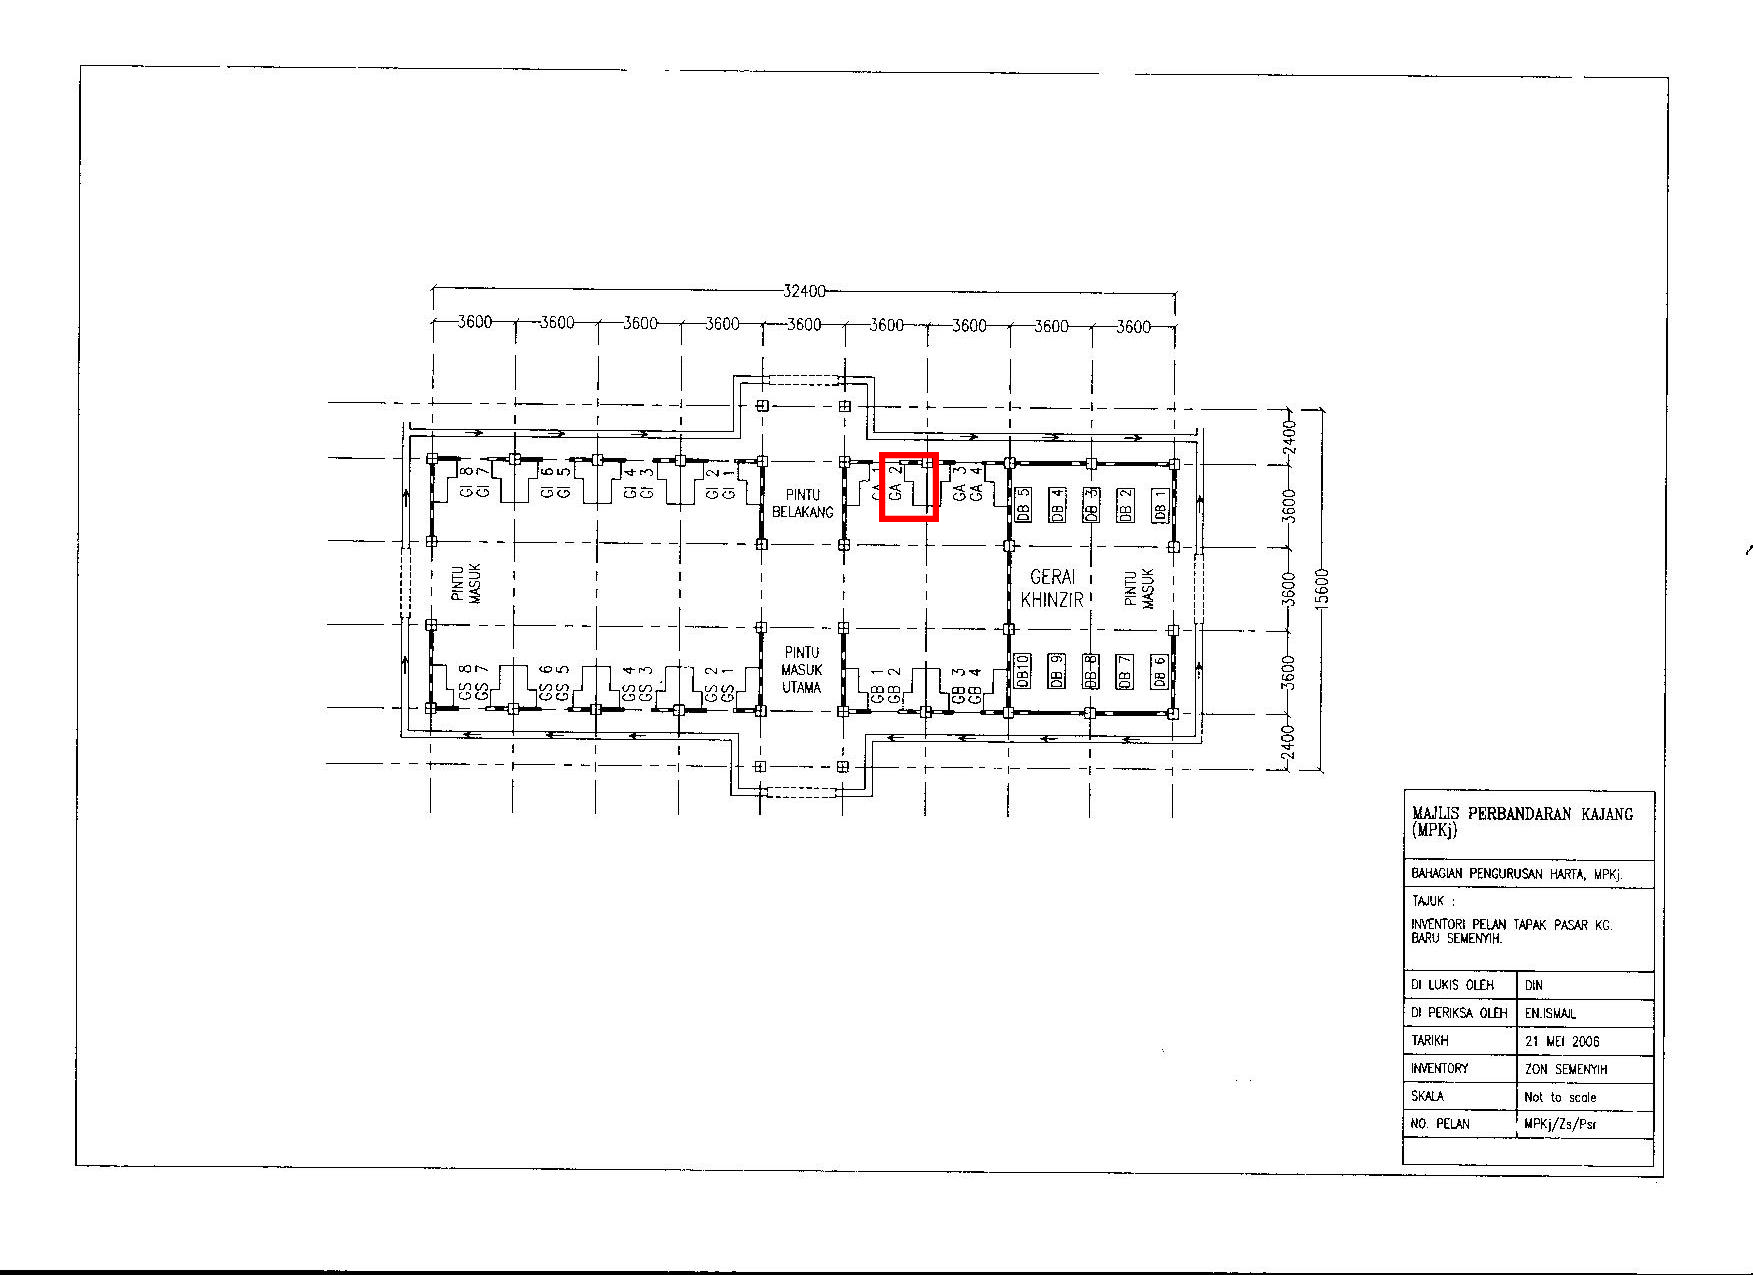 32400
3600 3600 3600 3600 3600 3600 3600 3600 3600
2400
3600
3600
3600
2400
15600
GI 8
GI 7
GI 6
GI 5
GI 4
GI 3
GI 2
GI 1
PINTU
BELAKANG
GA 1
GA 2
GA 3
GA 4
DB 5
DB 4
DB 3
DB 2
DB 1
PINTU
MASUK
GERAI
KHINZIR
PINTU
MASUK
GS 8
GS 7
GS 6
GS 5
GS 4
GS 3
GS 2
GS 1
PINTU
MASUK
UTAMA
GB 1
GB 2
GB 3
GB 4
DB10
DB 9
DB 8
DB 7
DB 6
MAJLIS PERBANDARAN KAJANG
(MPKj)
BAHAGIAN PENGURUSAN HARTA, MPKj.
TAJUK :
INVENTORI PELAN TAPAK PASAR KG.
BARU SEMENYIH.
DI LUKIS OLEH DIN
DI PERIKSA OLEH EN.ISMAIL
TARIKH 21 MEI 2006
INVENTORY ZON SEMENYIH
SKALA Not to scale
NO. PELAN MPKj/Zs/Psr